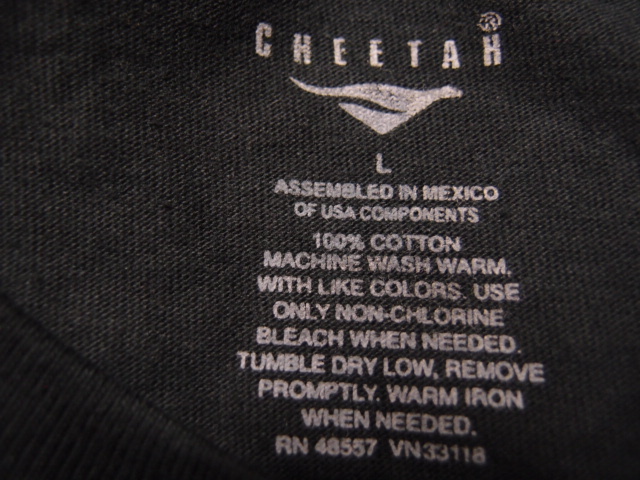 CHEETAH®
L
ASSEMBLED IN MEXICO
OF USA COMPONENTS
100% COTTON
MACHINE WASH WARM,
WITH LIKE COLORS. USE
ONLY NON-CHLORINE
BLEACH WHEN NEEDED.
TUMBLE DRY LOW, REMOVE
PROMPTLY. WARM IRON
WHEN NEEDED.
RN 48557 VN33118